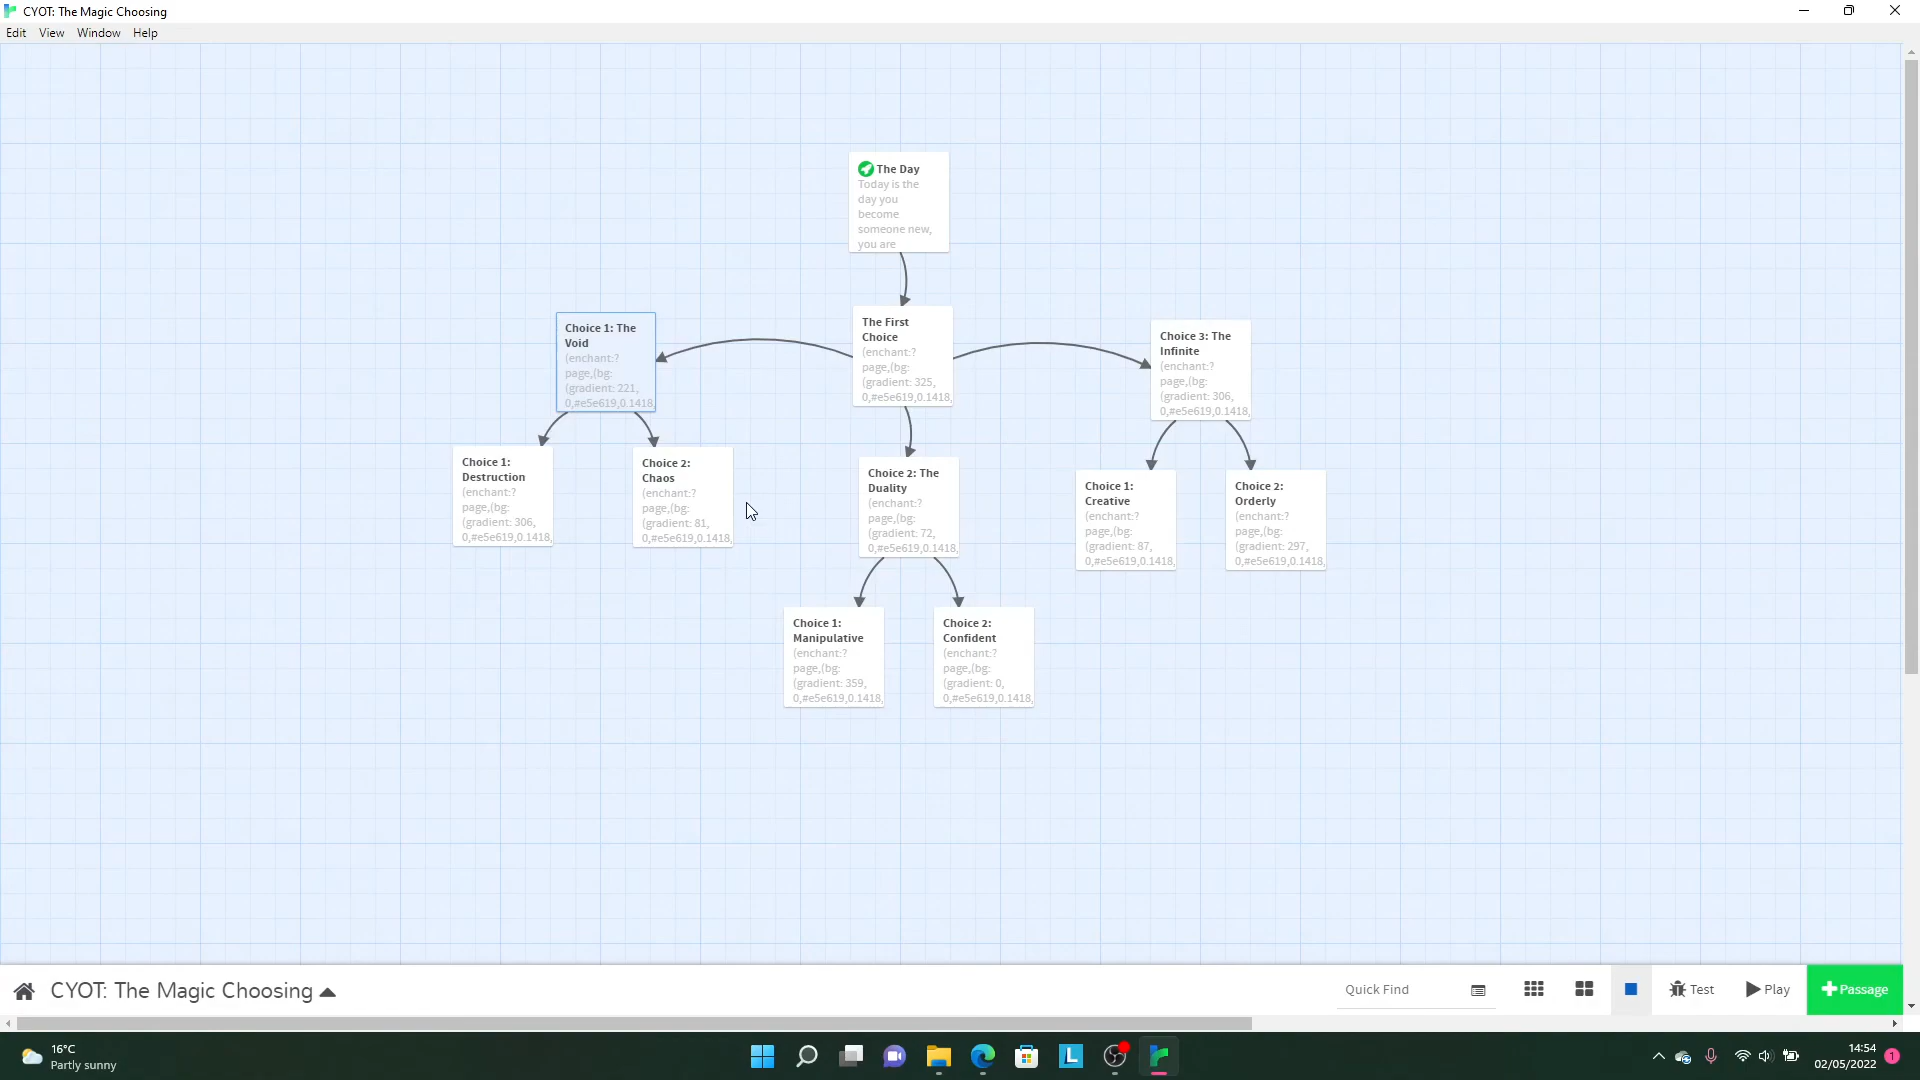 CYOT: The Magic Choosing
Edit View Window Help
The Day
Today is the
day you
become
someone new,
you are
The First
Choice
(enchant:?
page,(bg:
(gradient: 325,
0,#e5e619,0.1418,
Choice 1: The
Void
(enchant:?
page,(bg:
(gradient: 221,
0,#e5e619,0.1418,
Choice 3: The
Infinite
(enchant:?
page,(bg:
(gradient: 306,
0,#e5e619,0.1418,
Choice 1:
Destruction
(enchant:?
page,(bg:
(gradient: 306,
0,#e5e619,0.1418,
Choice 2:
Chaos
(enchant:?
page,(bg:
(gradient: 81,
0,#e5e619,0.1418,
Choice 2: The
Duality
(enchant:?
page,(bg:
(gradient: 72,
0,#e5e619,0.1418,
Choice 1:
Creative
(enchant:?
page,(bg:
(gradient: 87,
0,#e5e619,0.1418,
Choice 2:
Orderly
(enchant:?
page,(bg:
(gradient: 297,
0,#e5e619,0.1418,
Choice 1:
Manipulative
(enchant:?
page,(bg:
(gradient: 359,
0,#e5e619,0.1418,
Choice 2:
Confident
(enchant:?
page,(bg:
(gradient: 0,
0,#e5e619,0.1418,
CYOT: The Magic Choosing
Quick Find
Test
Play
Passage
16°C
Partly sunny
L
14:54
02/05/2022
1